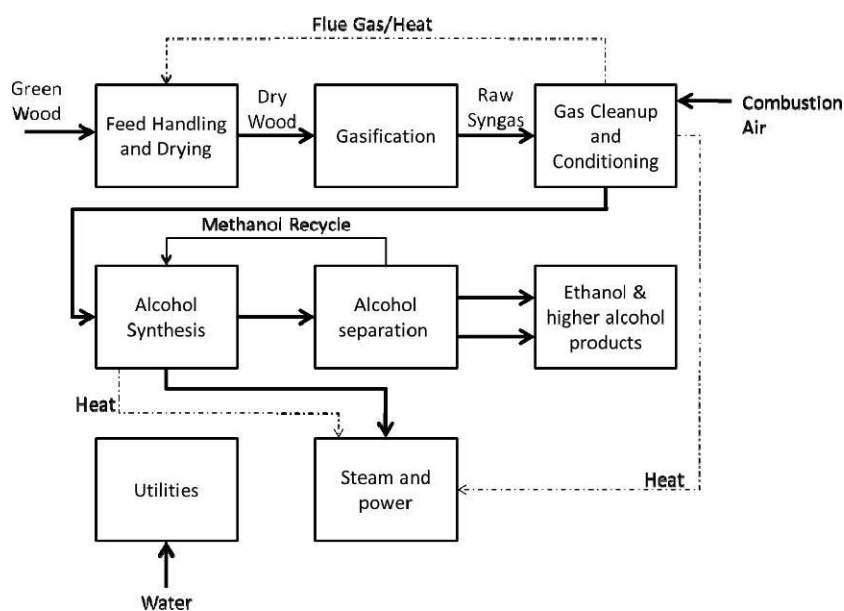 Flue Gas/Heat
Green
Wood
Feed Handling
and Drying
Dry
Wood
Gasification
Raw
Syngas
Gas Cleanup
and
Conditioning
Combustion
Air
Methanol Recycle
Alcohol
Synthesis
Alcohol
separation
Ethanol &
higher alcohol
products
Heat
Utilities
Steam and
power
Heat
Water